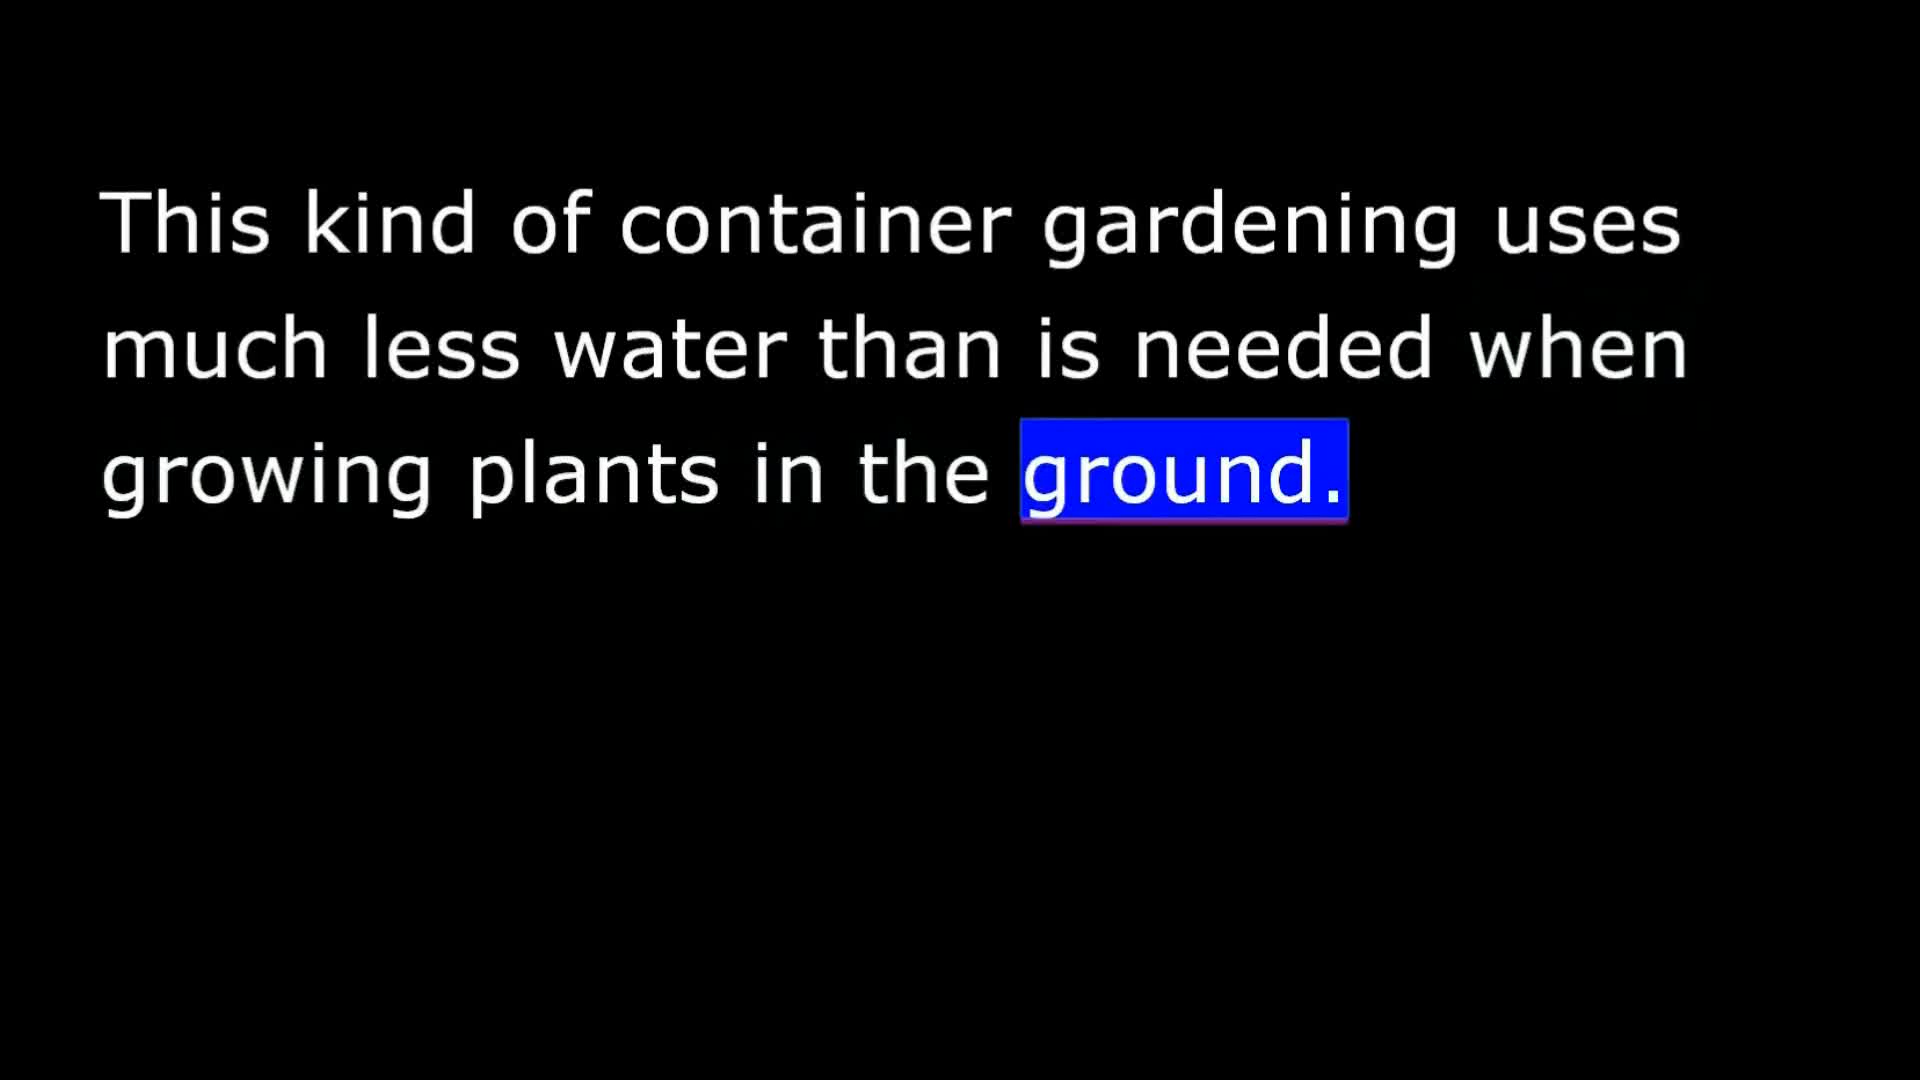 This kind of container gardening uses
much less water than is needed when
growing plants in the ground.